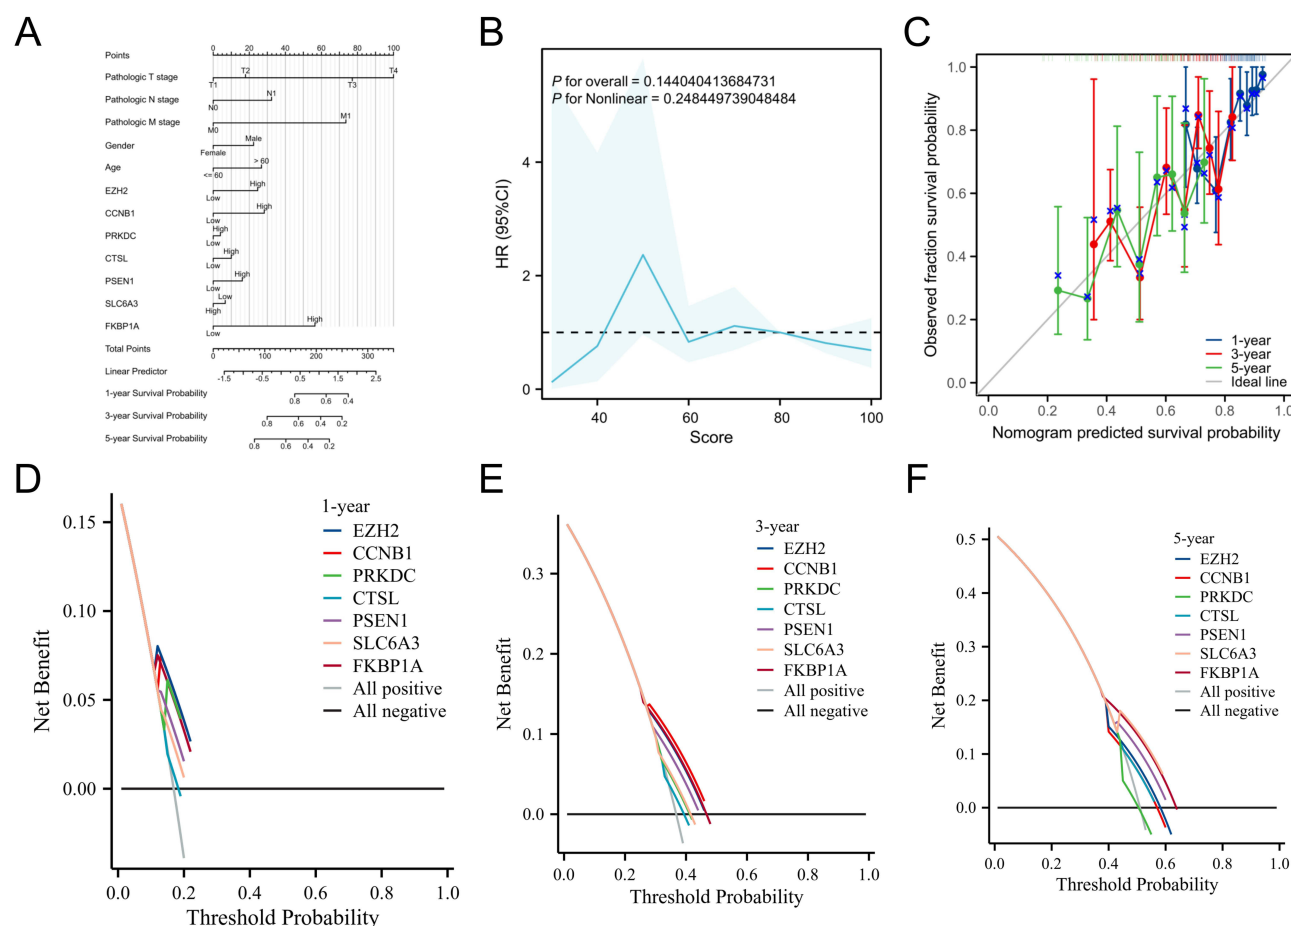 A
Points
0 20 40 60 80 100
Pathologic T stage
T2 T4
T1 T3
Pathologic N stage
N1
N0
Pathologic M stage
M1
M0
Gender
Male
Female
Age
> 60
<= 60
EZH2
High
Low
CCNB1
High
Low
PRKDC
High
Low
CTSL
High
Low
PSEN1
High
Low
SLC6A3
Low
High
FKBP1A
High
Low
Total Points
0 100 200 300
Linear Predictor
-1.5 -0.5 0.5 1.5 2.5
1-year Survival Probability
0.8 0.6 0.4
3-year Survival Probability
0.8 0.6 0.4 0.2
5-year Survival Probability
0.8 0.6 0.4 0.2
B
P for overall = 0.144040413684731
P for Nonlinear = 0.248449739048484
HR (95%CI)
4
2
1
0
40 60 80 100
Score
C
Observed fraction survival probability
1.0
0.8
0.6
0.4
0.2
0.0
1-year
3-year
5-year
Ideal line
0.0 0.2 0.4 0.6 0.8 1.0
Nomogram predicted survival probability
D
Net Benefit
0.15
0.10
0.05
0.00
1-year
EZH2
CCNB1
PRKDC
CTSL
PSEN1
SLC6A3
FKBP1A
All positive
All negative
0.0 0.2 0.4 0.6 0.8 1.0
Threshold Probability
E
Net Benefit
0.3
0.2
0.1
0.0
3-year
EZH2
CCNB1
PRKDC
CTSL
PSEN1
SLC6A3
FKBP1A
All positive
All negative
0.0 0.2 0.4 0.6 0.8 1.0
Threshold Probability
F
Net Benefit
0.5
0.4
0.3
0.2
0.1
0.0
5-year
EZH2
CCNB1
PRKDC
CTSL
PSEN1
SLC6A3
FKBP1A
All positive
All negative
0.0 0.2 0.4 0.6 0.8 1.0
Threshold Probability